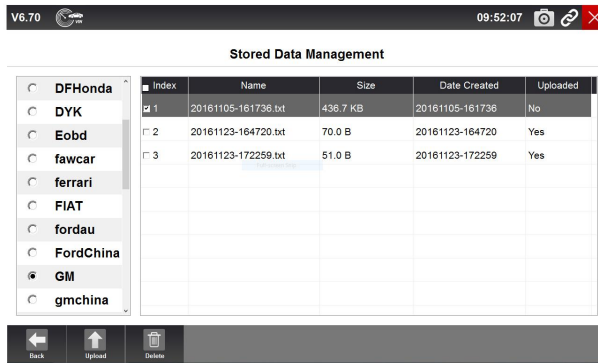 V6.70 VIN 09:52:07
Stored Data Management
DFHonda
DYK
Eobd
fawcar
ferrari
FIAT
fordau
FordChina
GM
gmchina
Index Name Size Date Created Uploaded
1 20161105-161736.txt 436.7 KB 20161105-161736 No
2 20161123-164720.txt 70.0 B 20161123-164720 Yes
3 20161123-172259.txt 51.0 B 20161123-172259 Yes
Back Upload Delete